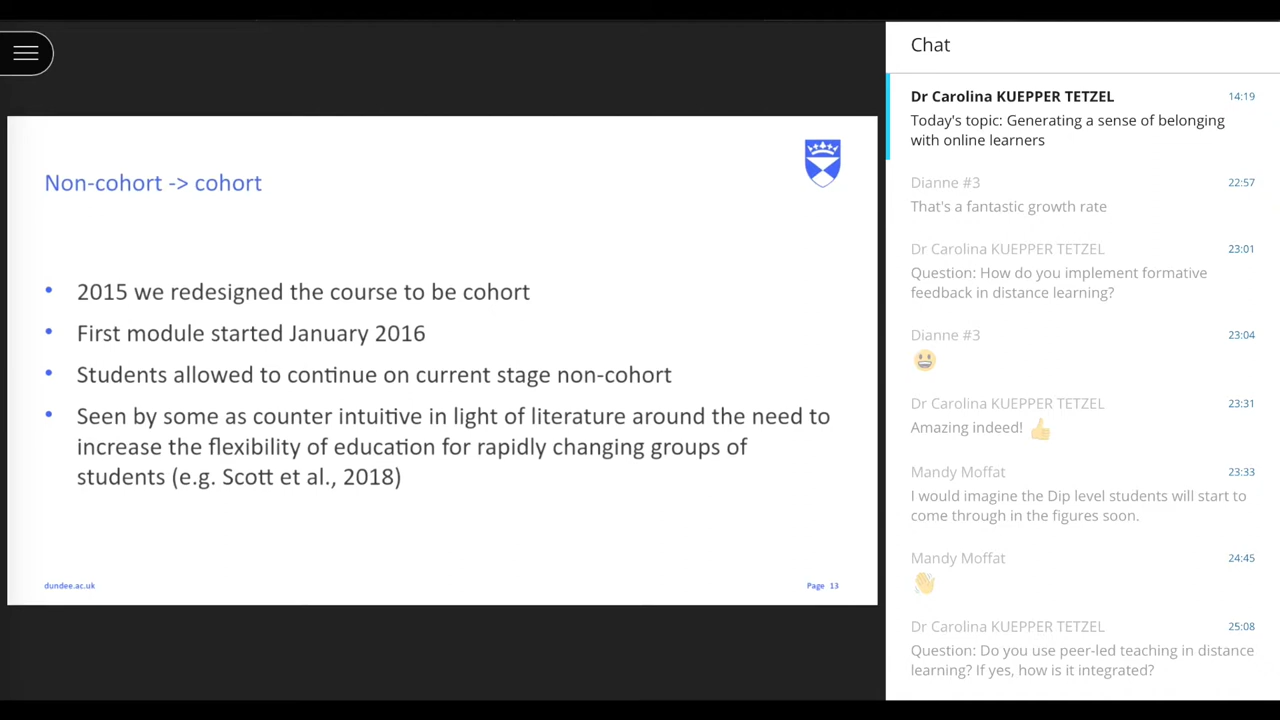 Non-cohort -> cohort
• 2015 we redesigned the course to be cohort
• First module started January 2016
• Students allowed to continue on current stage non-cohort
• Seen by some as counter intuitive in light of literature around the need to
increase the flexibility of education for rapidly changing groups of
students (e.g. Scott et al., 2018)
dundee.ac.uk
Page 13
Chat
Dr Carolina KUEPPER TETZEL 14:19
Today's topic: Generating a sense of belonging
with online learners
Dianne #3 22:57
That's a fantastic growth rate
Dr Carolina KUEPPER TETZEL 23:01
Question: How do you implement formative
feedback in distance learning?
Dianne #3 23:04
Dr Carolina KUEPPER TETZEL 23:31
Amazing indeed!
Mandy Moffat 23:33
I would imagine the Dip level students will start to
come through in the figures soon.
Mandy Moffat 24:45
Dr Carolina KUEPPER TETZEL 25:08
Question: Do you use peer-led teaching in distance
learning? If yes, how is it integrated?